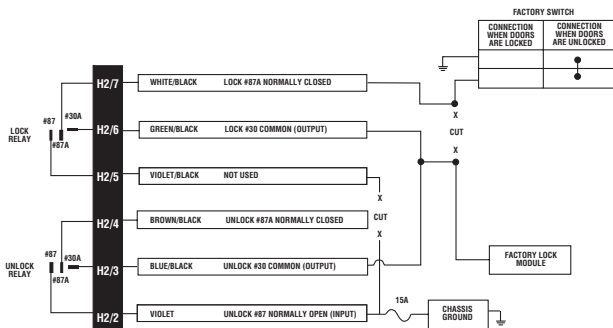 FACTORY SWITCH
CONNECTION
WHEN DOORS
ARE LOCKED
CONNECTION
WHEN DOORS
ARE UNLOCKED
H2/7
WHITE/BLACK LOCK #87A NORMALLY CLOSED
X
CUT
X
#87
#30A
#87A
LOCK
RELAY
H2/6
GREEN/BLACK LOCK #30 COMMON (OUTPUT)
H2/5
VIOLET/BLACK NOT USED
X
CUT
X
H2/4
BROWN/BLACK UNLOCK #87A NORMALLY CLOSED
#87
#30A
#87A
UNLOCK
RELAY
H2/3
BLUE/BLACK UNLOCK #30 COMMON (OUTPUT)
FACTORY LOCK
MODULE
H2/2
VIOLET UNLOCK #87 NORMALLY OPEN (INPUT)
15A
CHASSIS
GROUND